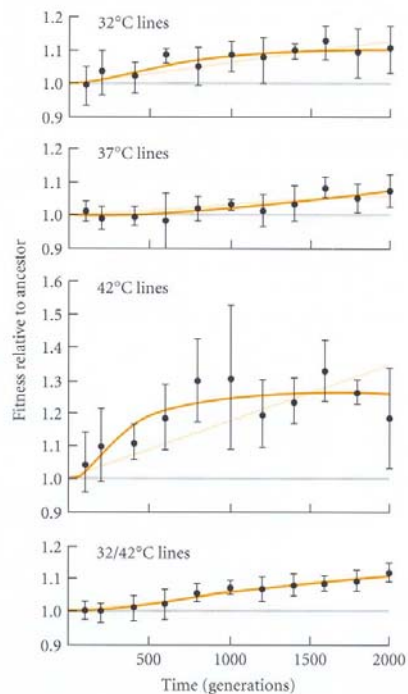 32°C lines
1.2
1.1
1.0
0.9
37°C lines
1.2
1.1
1.0
0.9
Fitness relative to ancestor
42°C lines
1.6
1.5
1.4
1.3
1.2
1.1
1.0
0.9
32/42°C lines
1.2
1.1
1.0
0.9
500 1000 1500 2000
Time (generations)